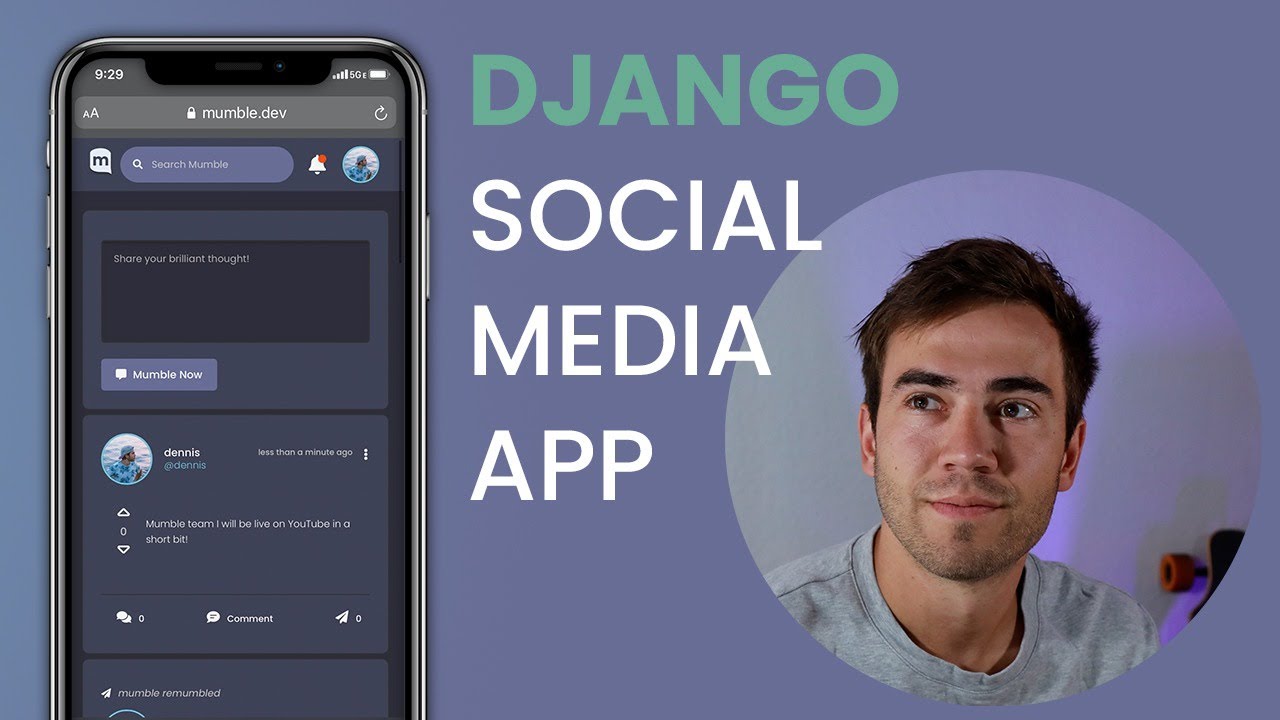 9:29
5GE
AA
mumble.dev
m
Search Mumble
Share your brilliant thought!
Mumble Now
dennis
less than a minute ago
@dennis
0
Mumble team I will be live on YouTube in a
short bit!
0
Comment
0
mumble remumbled
DJANGO
SOCIAL
MEDIA
APP